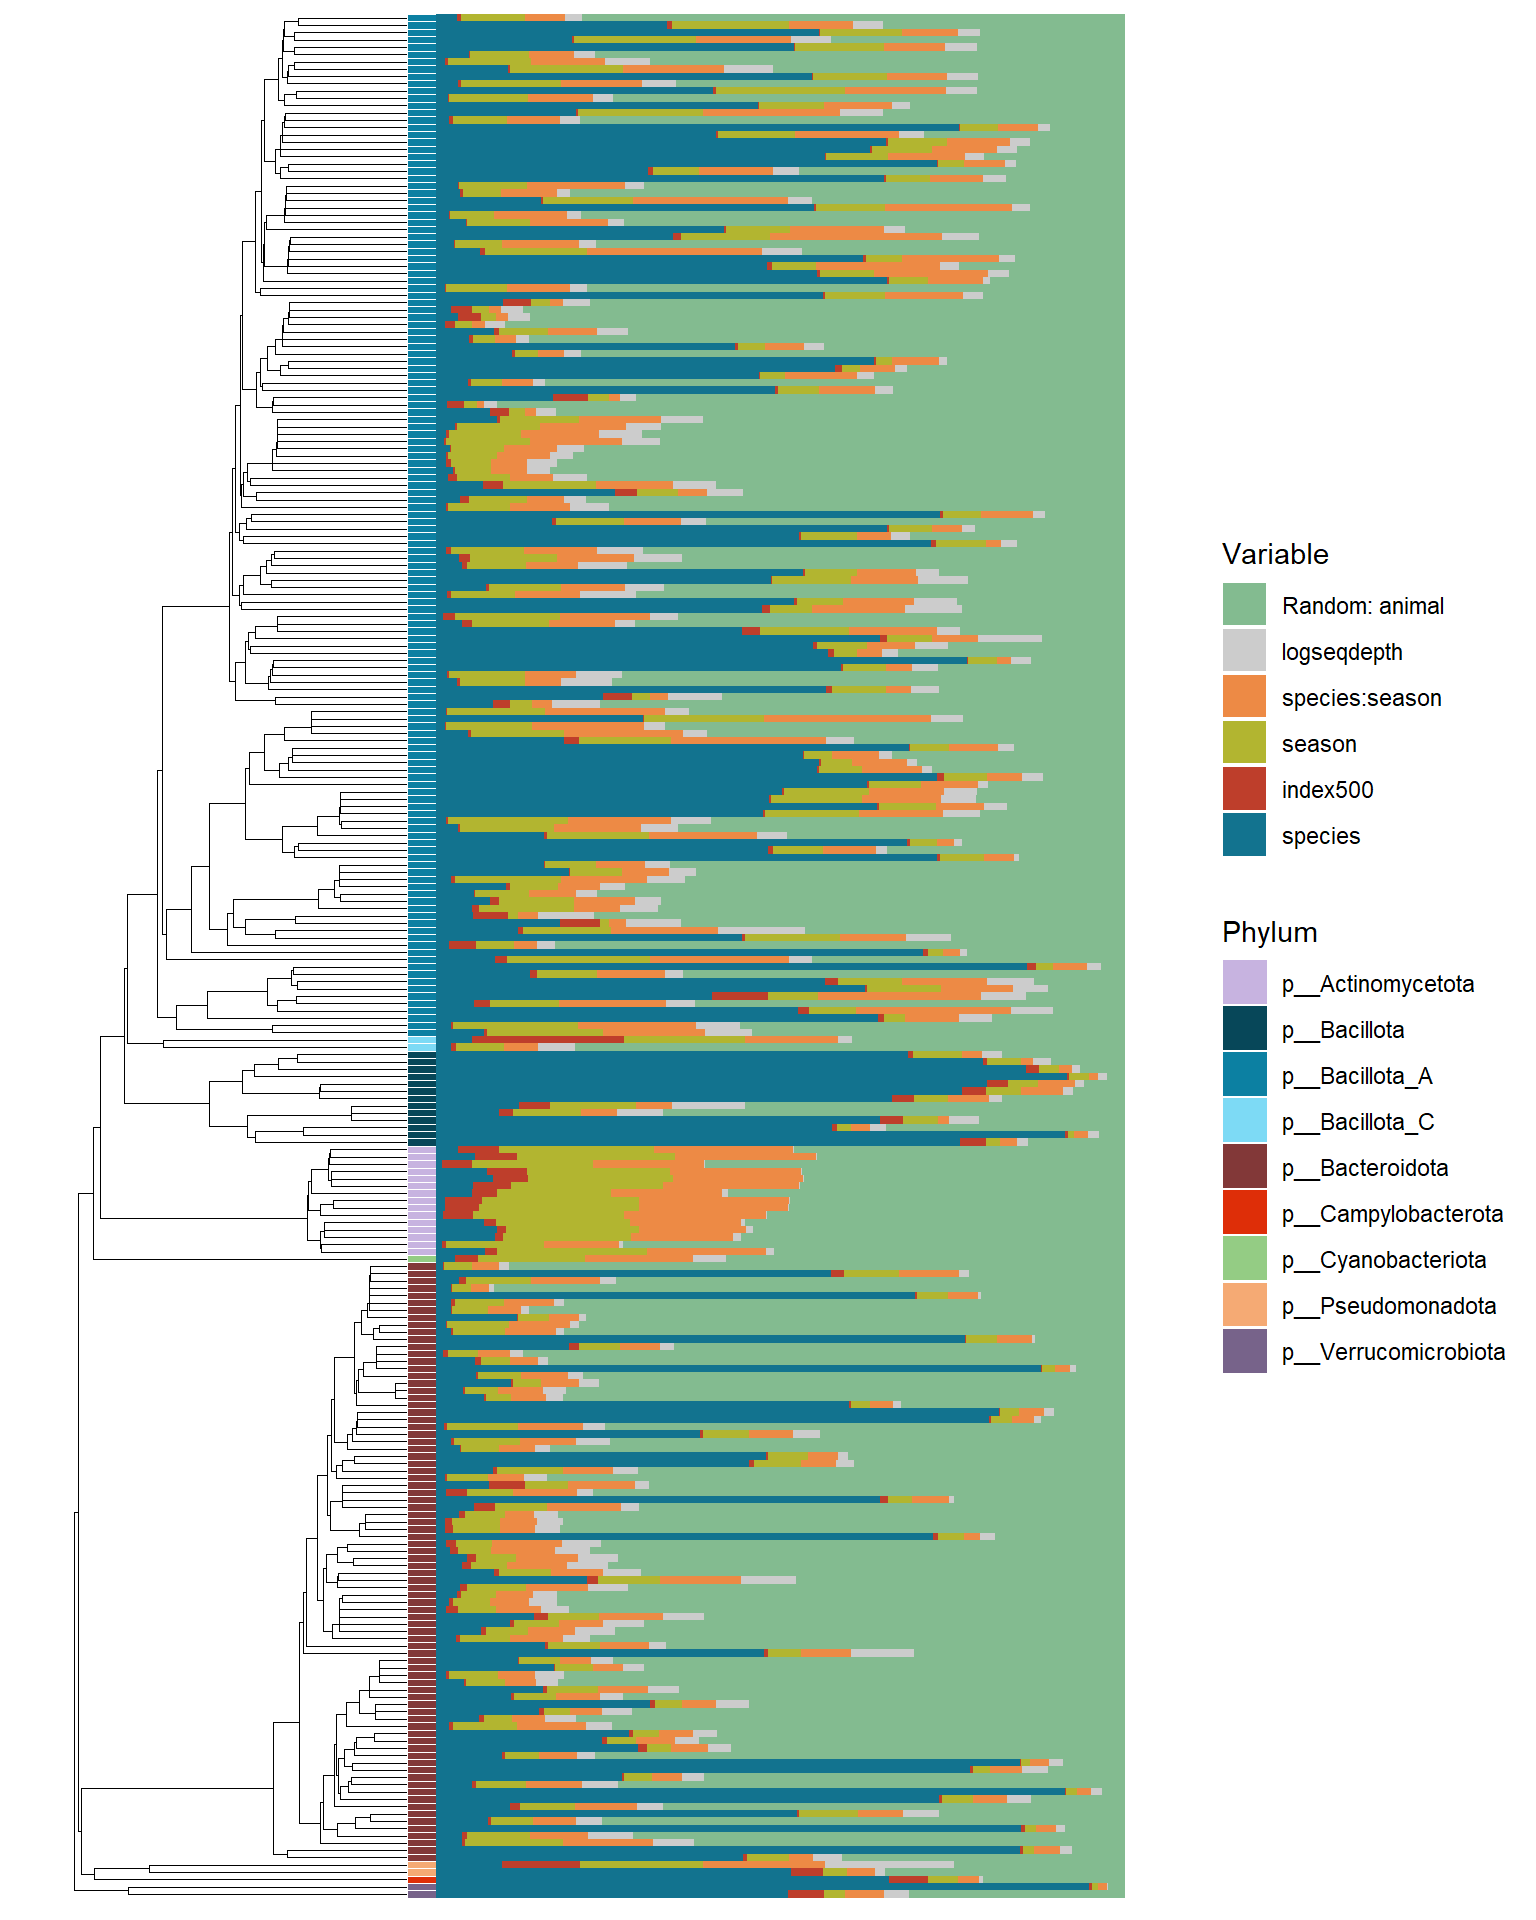 Variable
Random: animal
logseqdepth
species:season
season
index500
species
Phylum
p__Actinomycetota
p__Bacillota
p__Bacillota_A
p__Bacillota_C
p__Bacteroidota
p__Campylobacterota
p__Cyanobacteriota
p__Pseudomonadota
p__Verrucomicrobiota